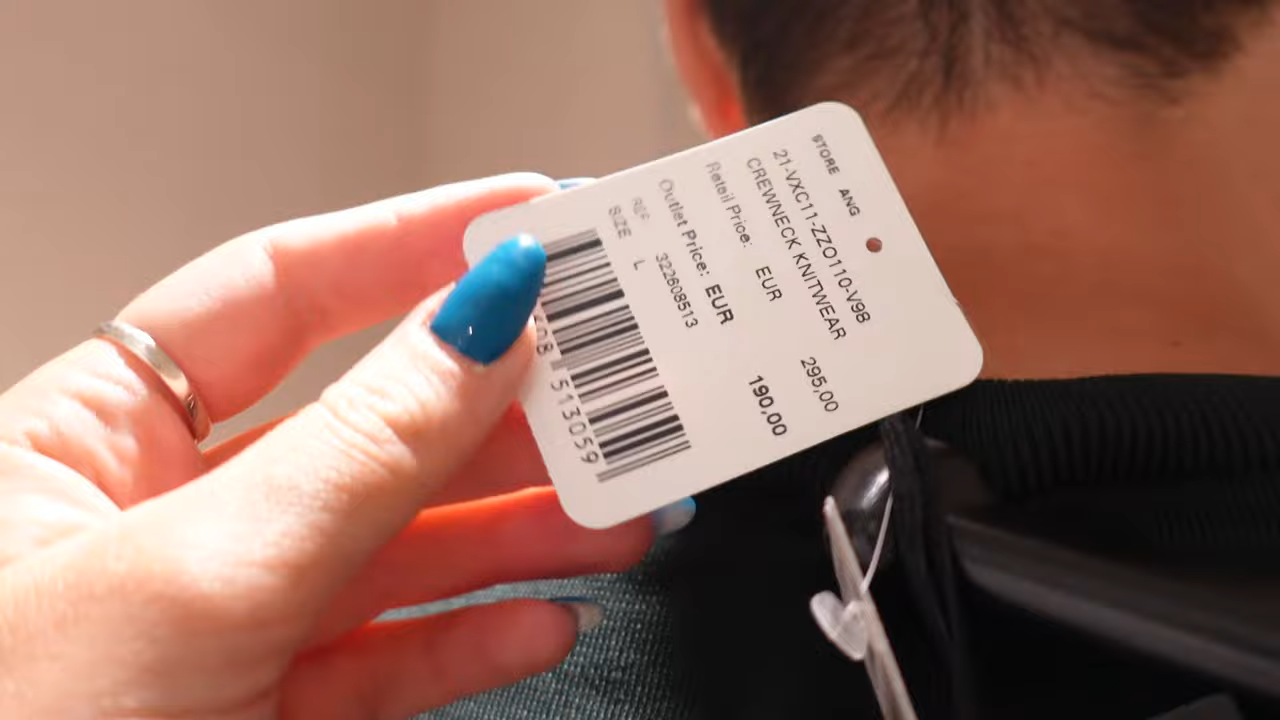 STORE ANG
21-VXC11-ZZO110-V98
CREWNECK KNITWEAR
Retail Price: EUR 295,00
Outlet Price: EUR 190,00
REF 322608513
SIZE L
513059